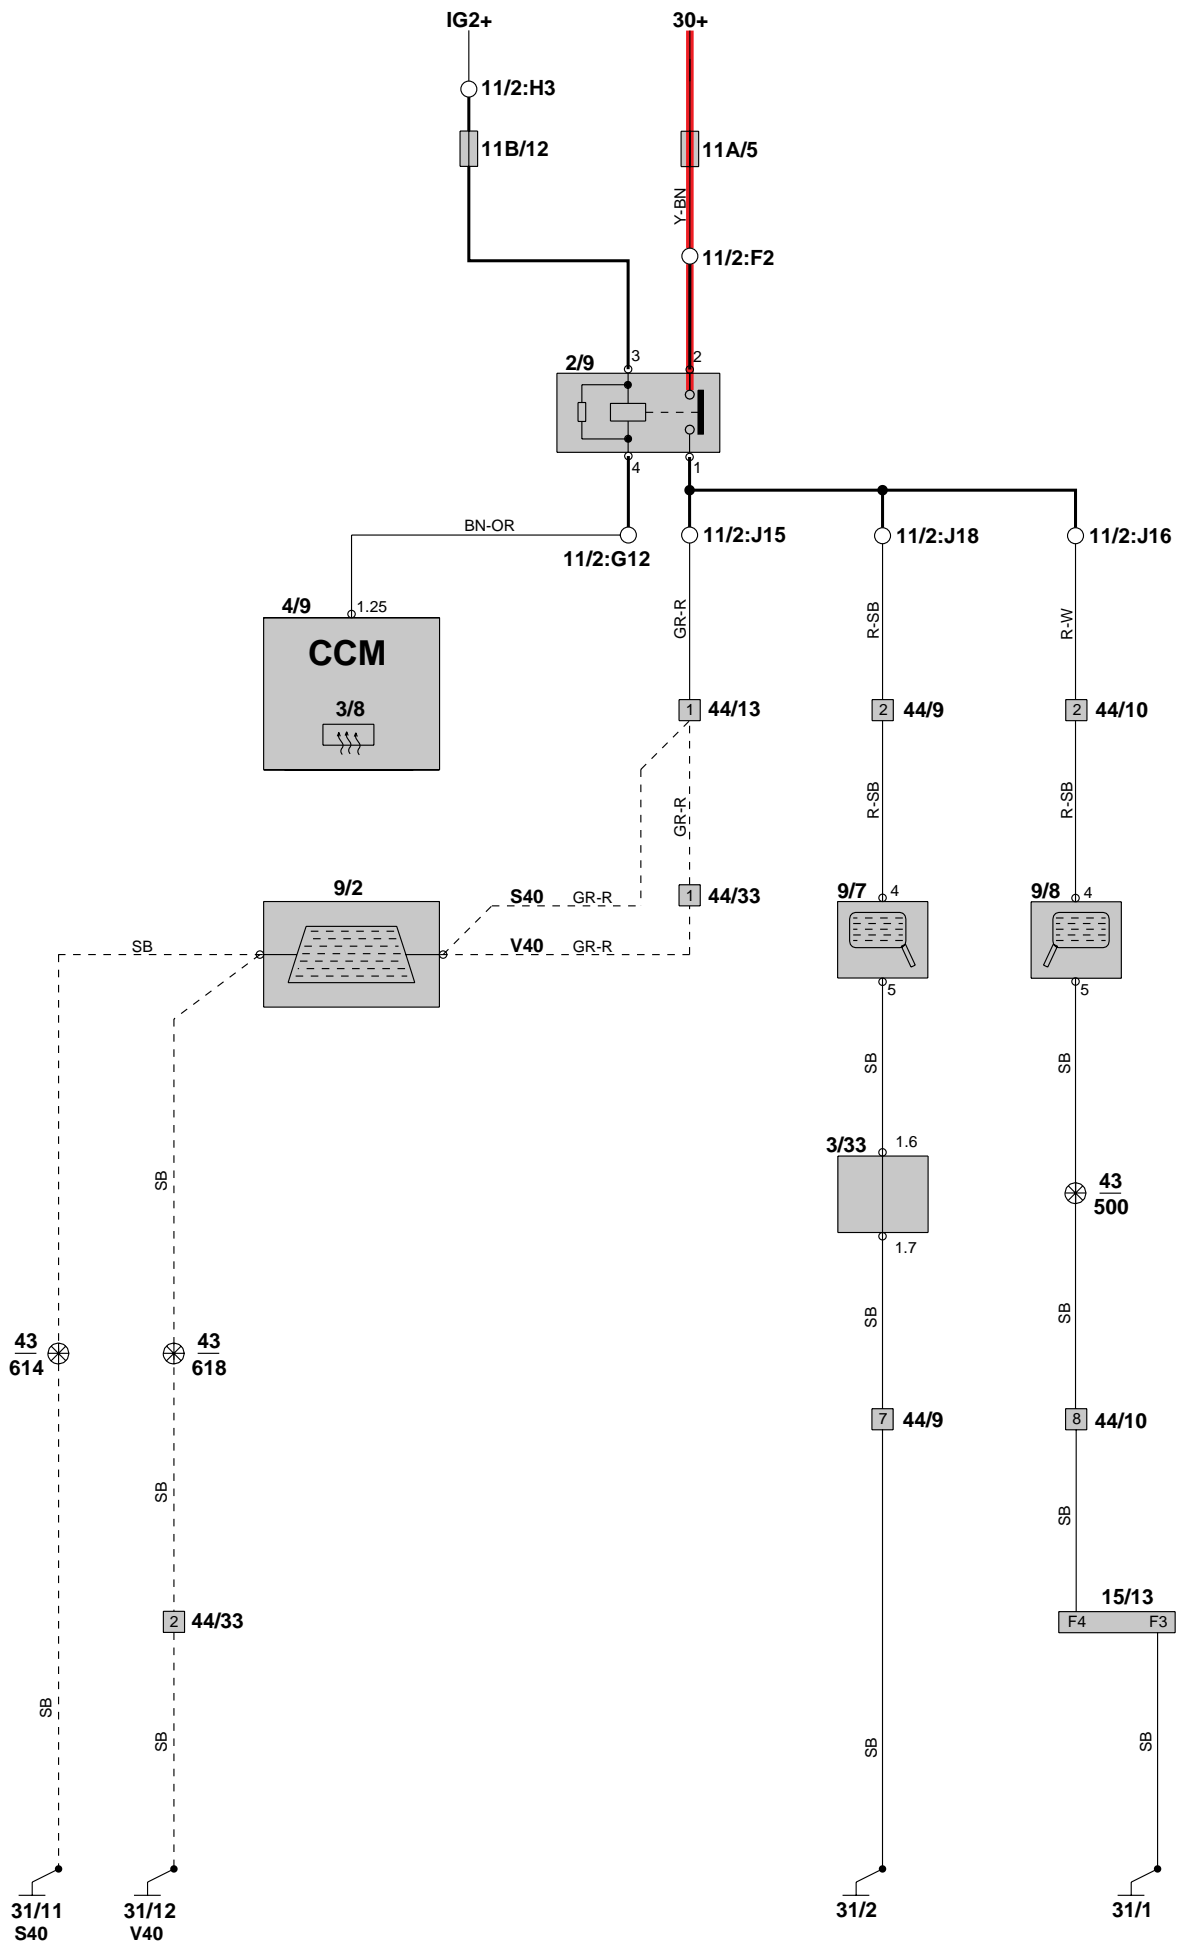 IG2+
30+
11/2:H3
11B/12
11A/5
Y-BN
11/2:F2
2/9
3
2
4
1
BN-OR
11/2:G12
11/2:J15
11/2:J18
11/2:J16
4/9
1.25
CCM
3/8
GR-R
R-SB
R-W
1
44/13
2
44/9
2
44/10
GR-R
R-SB
R-SB
9/2
S40
GR-R
1
44/33
9/7
4
9/8
4
SB
V40
GR-R
5
5
SB
SB
3/33
1.6
SB
43
500
1.7
SB
SB
43
614
43
618
7
44/9
8
44/10
SB
SB
15/13
F4
F3
2
44/33
SB
SB
SB
SB
31/11
S40
31/12
V40
31/2
31/1